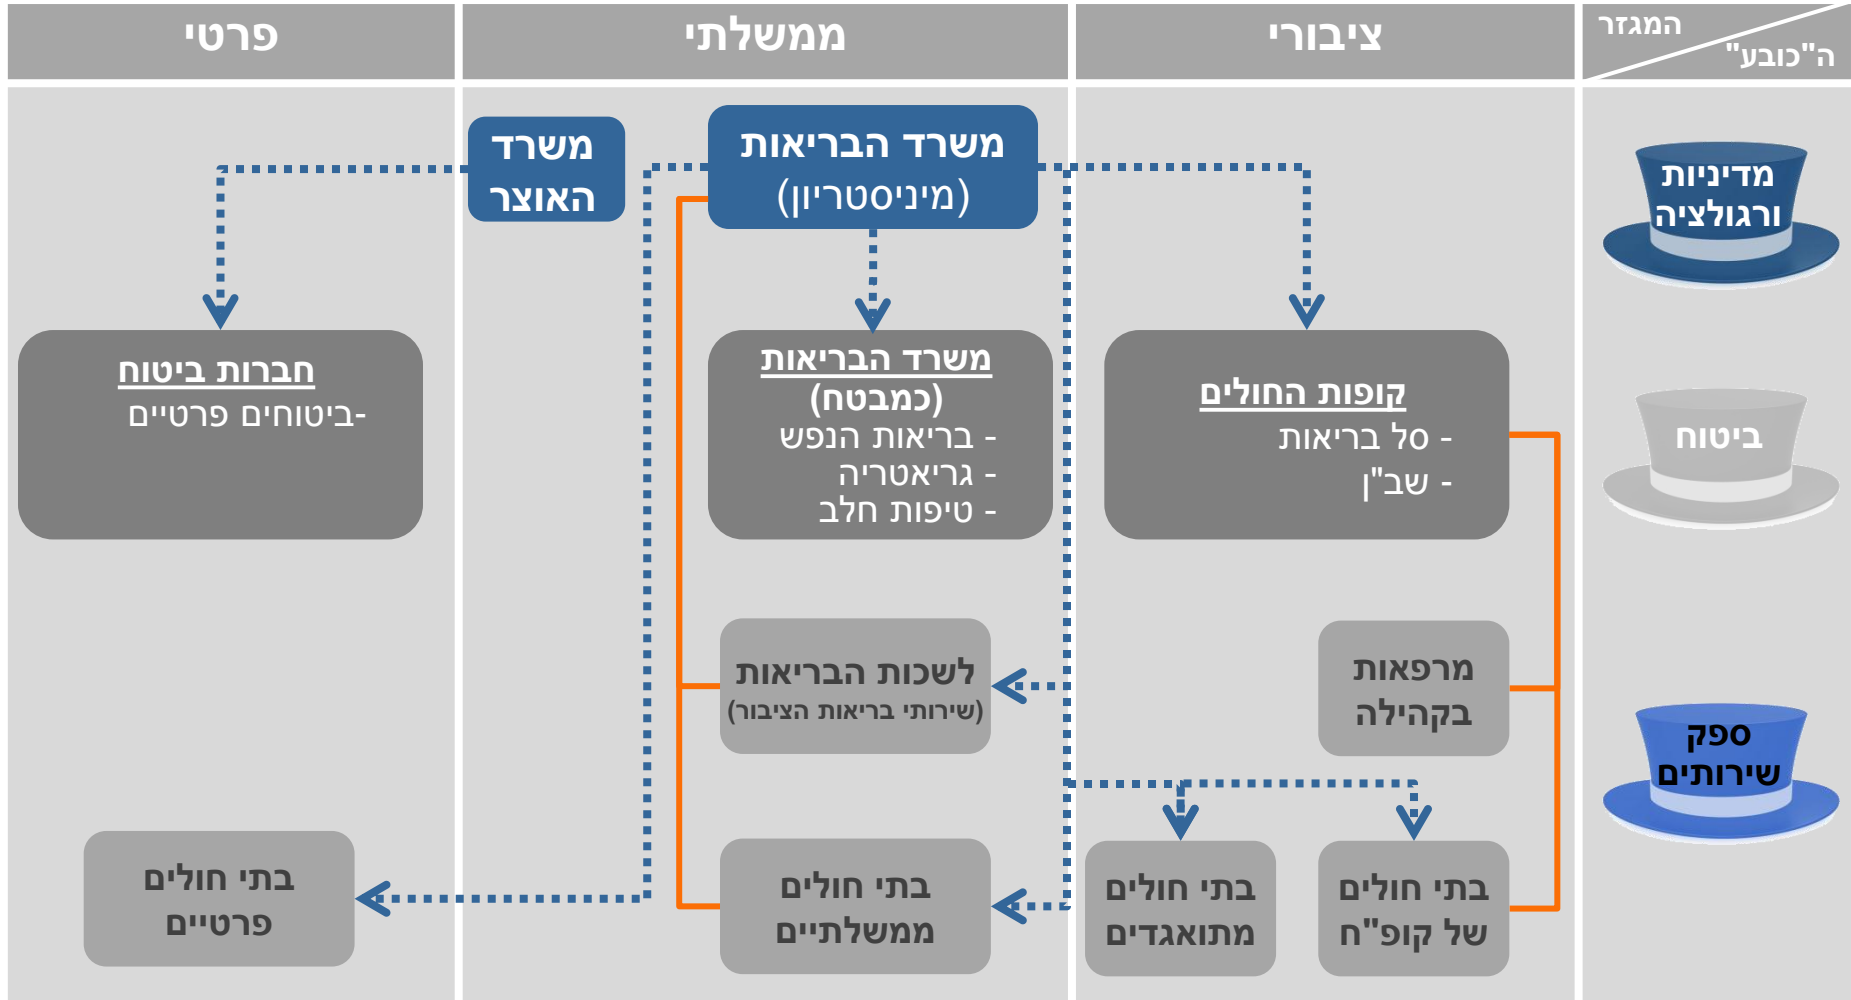 המגזר
ה"כובע"
ציבורי
ממשלתי
פרטי
מדיניות
ורגולציה
משרד הבריאות
(מיניסטריון)
משרד
האוצר
ביטוח
קופות החולים
- סל בריאות
- שב"ן
משרד הבריאות
(כמבטח)
- בריאות הנפש
- גריאטריה
- טיפות חלב
חברות ביטוח
-ביטוחים פרטיים
ספק
שירותים
מרפאות
בקהילה
לשכות הבריאות
(שירותי בריאות הציבור)
בתי חולים
של קופ"ח
בתי חולים
מתואגדים
בתי חולים
ממשלתיים
בתי חולים
פרטיים